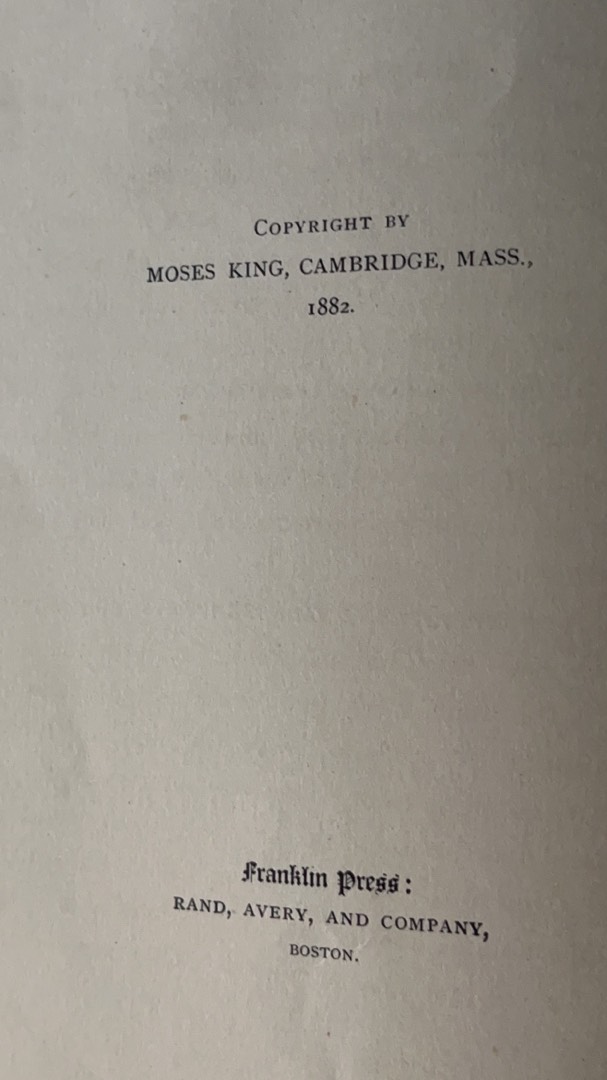 COPYRIGHT BY
MOSES KING, CAMBRIDGE, MASS.,
1882.
Franklin Press:
RAND, AVERY, AND COMPANY,
BOSTON.